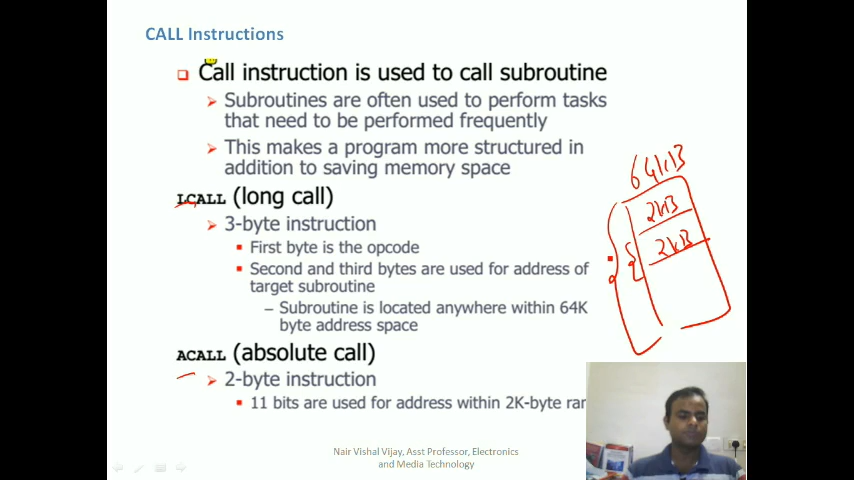 CALL Instructions
Call instruction is used to call subroutine
Subroutines are often used to perform tasks
that need to be performed frequently
This makes a program more structured in
addition to saving memory space
LCALL (long call)
3-byte instruction
First byte is the opcode
Second and third bytes are used for address of
target subroutine
– Subroutine is located anywhere within 64K
byte address space
ACALL (absolute call)
2-byte instruction
11 bits are used for address within 2K-byte ran
64KB
2KB
2KB
Nair Vishal Vijay, Asst Professor, Electronics
and Media Technology